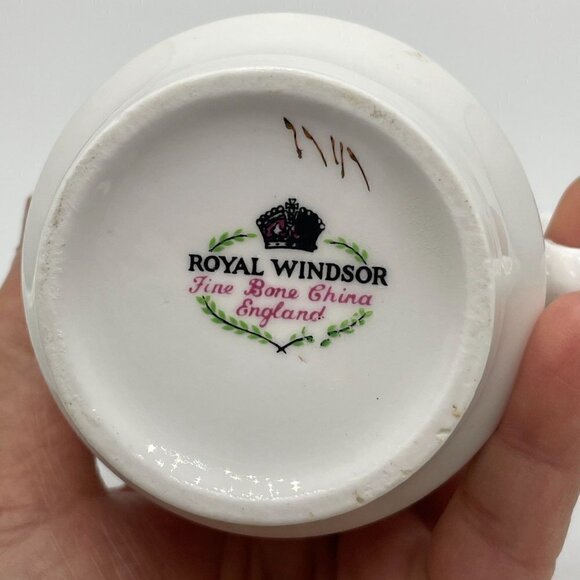 ROYAL WINDSOR
Fine Bone China
England